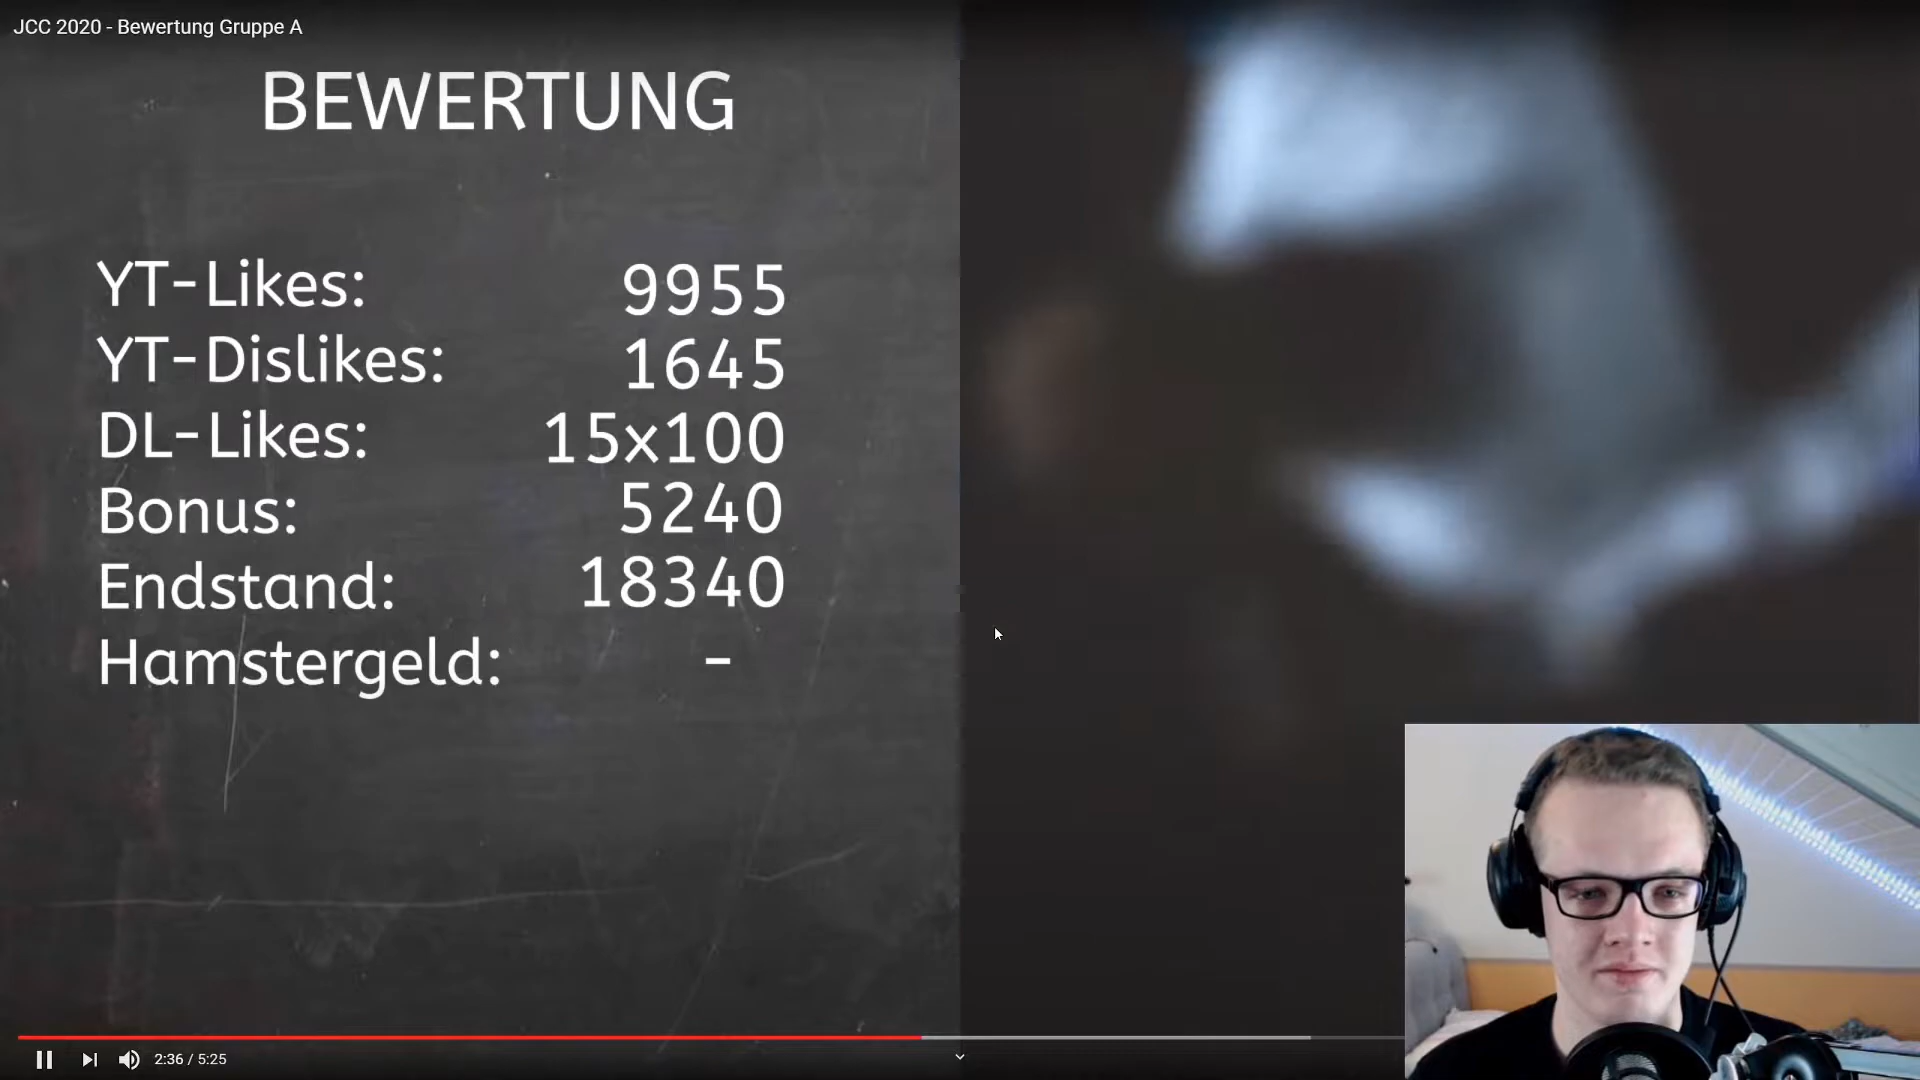 JCC 2020 - Bewertung Gruppe A
BEWERTUNG
YT-Likes: 9955
YT-Dislikes: 1645
DL-Likes: 15x100
Bonus: 5240
Endstand: 18340
Hamstergeld: -
2:36 / 5:25